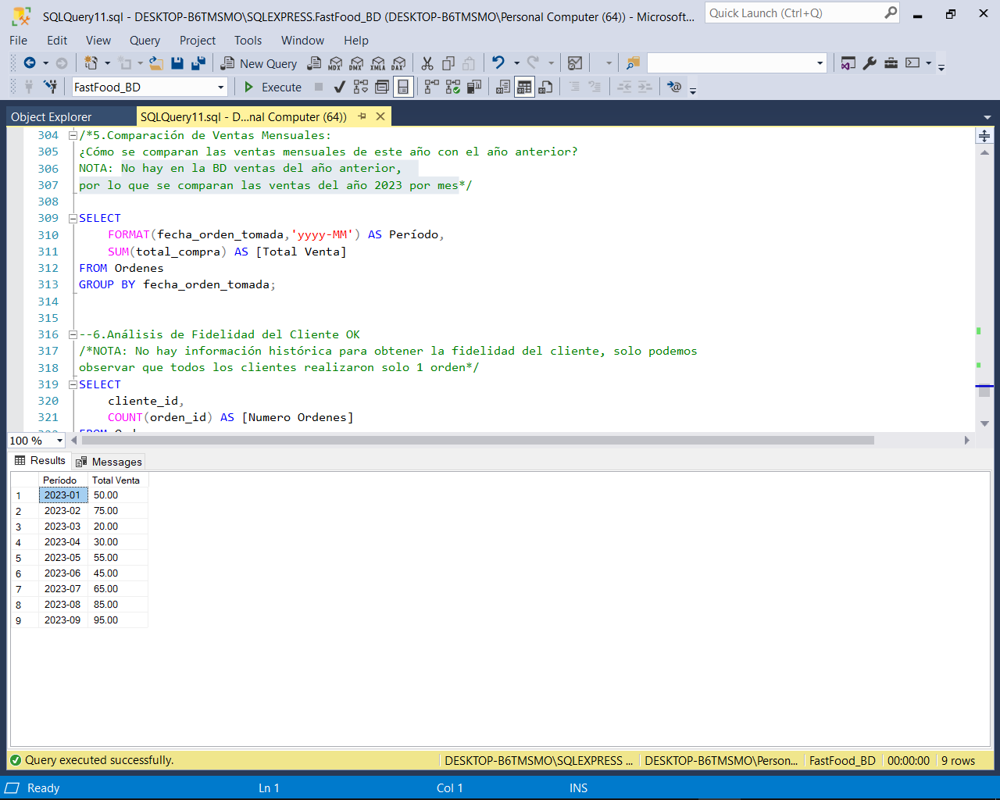 SQLQuery11.sql - DESKTOP-B6TMSMO\SQLEXPRESS.FastFood_BD (DESKTOP-B6TMSMO\Personal Computer (64)) - Microsoft...
Quick Launch (Ctrl+Q)
File Edit View Query Project Tools Window Help
New Query MDX DMX XMLA DAX
FastFood_BD Execute
Object Explorer SQLQuery11.sql - D...nal Computer (64))
304 /*5.Comparación de Ventas Mensuales:
305 ¿Cómo se comparan las ventas mensuales de este año con el año anterior?
306 NOTA: No hay en la BD ventas del año anterior,
307 por lo que se comparan las ventas del año 2023 por mes*/
308
309 SELECT
310 FORMAT(fecha_orden_tomada,'yyyy-MM') AS Período,
311 SUM(total_compra) AS [Total Venta]
312 FROM Ordenes
313 GROUP BY fecha_orden_tomada;
314
315
316 --6.Análisis de Fidelidad del Cliente OK
317 /*NOTA: No hay información histórica para obtener la fidelidad del cliente, solo podemos
318 observar que todos los clientes realizaron solo 1 orden*/
319 SELECT
320 cliente_id,
321 COUNT(orden_id) AS [Numero Ordenes]
100 %
Results Messages
Período Total Venta
1 2023-01 50.00
2 2023-02 75.00
3 2023-03 20.00
4 2023-04 30.00
5 2023-05 55.00
6 2023-06 45.00
7 2023-07 65.00
8 2023-08 85.00
9 2023-09 95.00
Query executed successfully. DESKTOP-B6TMSMO\SQLEXPRESS ... DESKTOP-B6TMSMO\Person... FastFood_BD 00:00:00 9 rows
Ready Ln 1 Col 1 INS